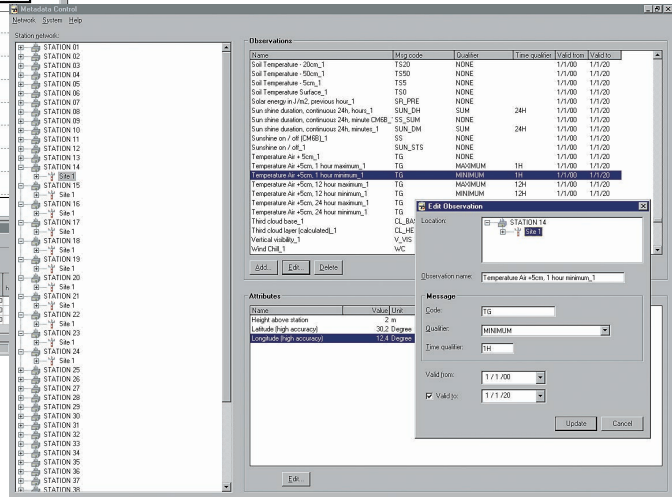 Metadata Control
Network System Help
Station network:
STATION 01
STATION 02
STATION 03
STATION 04
STATION 05
STATION 06
STATION 07
STATION 08
STATION 09
STATION 10
STATION 11
STATION 12
STATION 13
STATION 14
Site 1
STATION 15
Site 1
STATION 16
Site 1
STATION 17
Site 1
STATION 18
Site 1
STATION 19
Site 1
STATION 20
Site 1
STATION 21
Site 1
STATION 22
Site 1
STATION 23
Site 1
STATION 24
Site 1
STATION 25
STATION 26
STATION 27
STATION 28
STATION 29
STATION 30
STATION 31
STATION 32
STATION 33
STATION 34
STATION 35
STATION 36
STATION 37
STATION 38
Observations
Name Msg code Qualifier Time qualifier Valid from Valid to
Soil Temperature - 20cm_1 TS20 NONE 1/1/00 1/1/20
Soil Temperature - 50cm_1 TS50 NONE 1/1/00 1/1/20
Soil Temperature - 5cm_1 TS5 NONE 1/1/00 1/1/20
Soil Temperature Surface_1 TS0 NONE 1/1/00 1/1/20
Solar energy in J/m2, previous hour_1 SR_PRE NONE 1/1/00 1/1/20
Sun shine duration, continuous 24h, hours_1 SUN_DH SUM 24H 1/1/00 1/1/20
Sun shine duration, continuous 24h, minute CM6B_ SS_SUM NONE 1/1/00 1/1/20
Sun shine duration, continuous 24h, minutes_1 SUN_DM SUM 24H 1/1/00 1/1/20
Sunshine on / off (CM6B)_1 SS NONE 1/1/00 1/1/20
Sunshine on / off_1 SUN_STS NONE 1/1/00 1/1/20
Temperature Air + 5cm_1 TG NONE 1/1/00 1/1/20
Temperature Air +5cm, 1 hour maximum_1 TG MAXIMUM 1H 1/1/00 1/1/20
Temperature Air +5cm, 1 hour minimum_1 TG MINIMUM 1H 1/1/00 1/1/20
Temperature Air +5cm, 12 hour maximum_1 TG MAXIMUM 12H 1/1/00 1/1/20
Temperature Air +5cm, 12 hour minimum_1 TG MINIMUM 12H 1/1/00 1/1/20
Temperature Air +5cm, 24 hour maximum_1 TG
Temperature Air +5cm, 24 hour minimum_1 TG
Third cloud base_1 CL_BAS
Third cloud layer (calculated)_1 CL_HE
Vertical visibility_1 V_VIS
Wind Chill_1 WC
Add... Edit... Delete
Attributes
Name Value Unit
Height above station 2 m
Latitude (high accuracy) 30,2 Degree
Longitude (high accuracy) 12,4 Degree
Edit...
Edit Observation
Location:
STATION 14
Site 1
Observation name: Temperature Air +5cm, 1 hour minimum_1
Message
Code: TG
Qualifier: MINIMUM
Time qualifier: 1H
Valid from: 1 / 1 /00
Valid to: 1 / 1 /20
Update Cancel